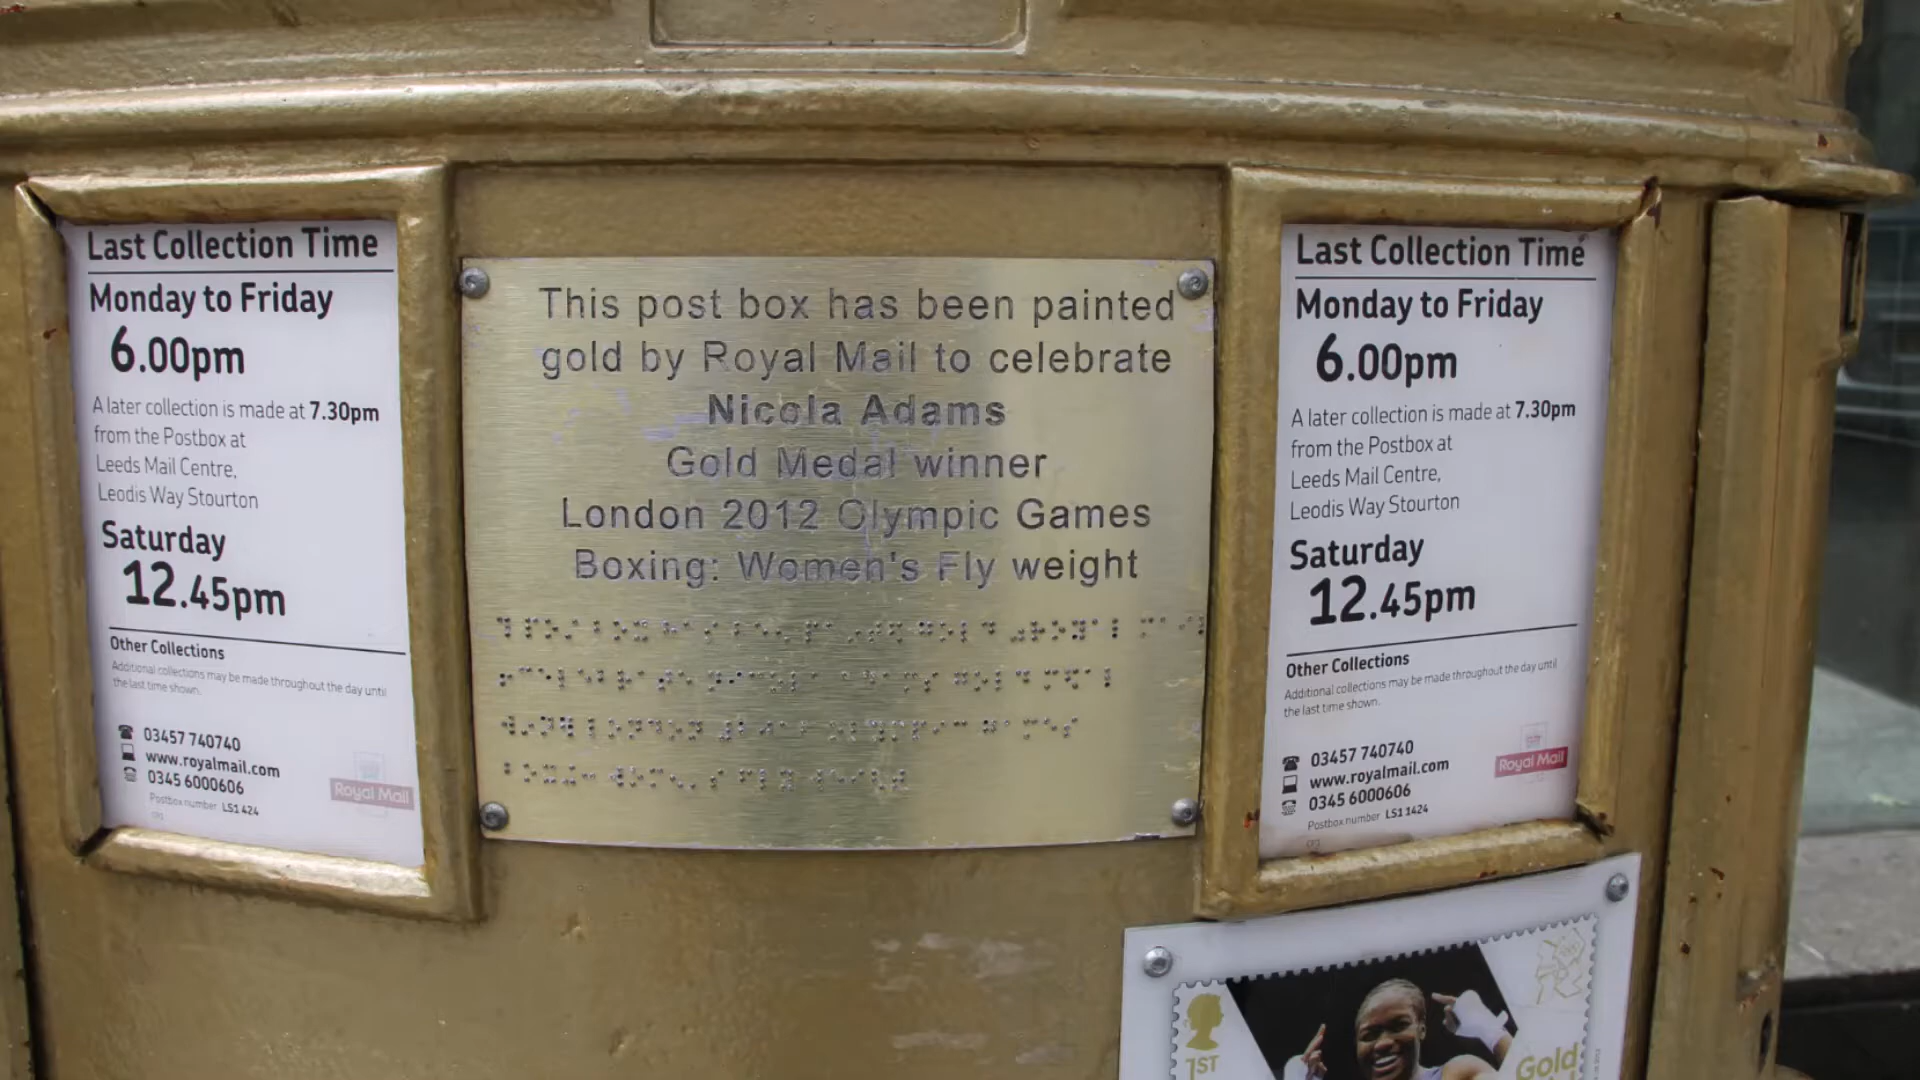 Last Collection Time
Monday to Friday
6.00pm
A later collection is made at 7.30pm
from the Postbox at
Leeds Mail Centre,
Leodis Way Stourton
Saturday
12.45pm
Other Collections
Additional collections may be made throughout the day until
the last time shown.
03457 740740
www.royalmail.com
0345 6000606
Postbox number LS1 424
Royal Mail
This post box has been painted
gold by Royal Mail to celebrate
Nicola Adams
Gold Medal winner
London 2012 Olympic Games
Boxing: Women's Fly weight
Last Collection Time
Monday to Friday
6.00pm
A later collection is made at 7.30pm
from the Postbox at
Leeds Mail Centre,
Leodis Way Stourton
Saturday
12.45pm
Other Collections
Additional collections may be made throughout the day until
the last time shown.
03457 740740
www.royalmail.com
0345 6000606
Postbox number LS1 1424
Royal Mail
1ST
Gold